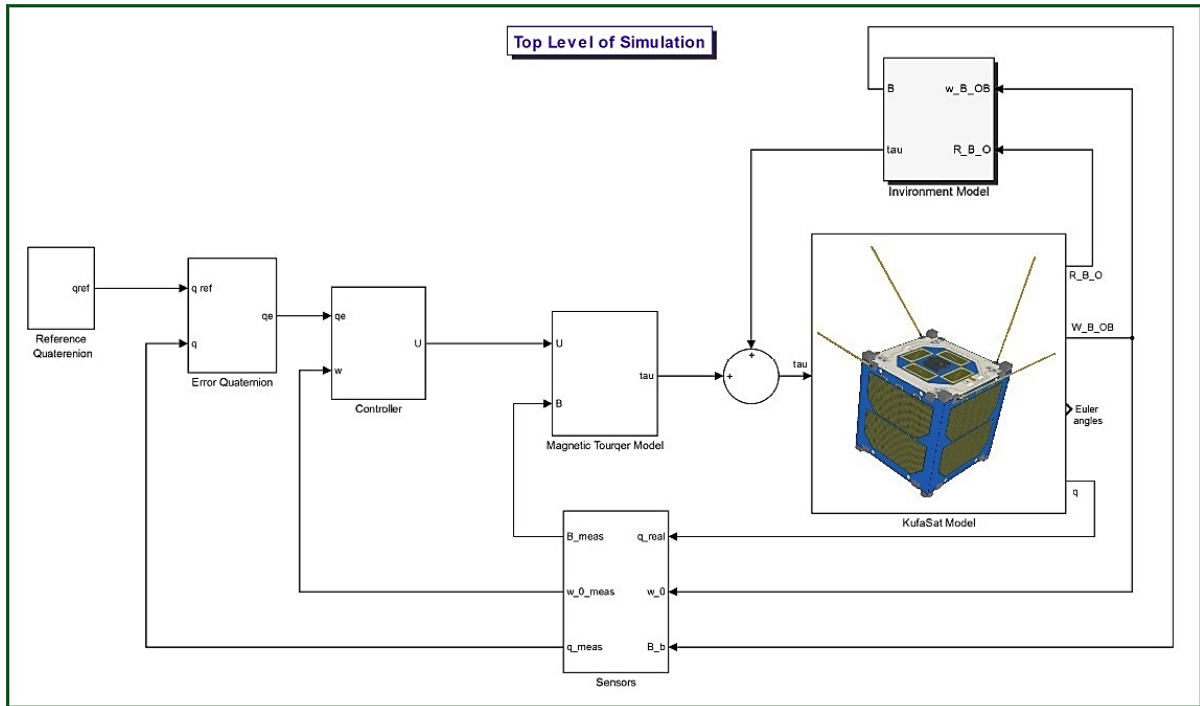 Top Level of Simulation
B
w_B_OB
tau
R_B_O
Invironment Model
qref
Reference
Quaterenion
q ref
qe
q
Error Quaternion
qe
U
w
Controller
U
tau
B
Magnetic Tourqer Model
+
+
tau
R_B_O
W_B_OB
Euler
angles
q
KufaSat Model
B_meas
q_real
w_0_meas
w_0
q_meas
B_b
Sensors